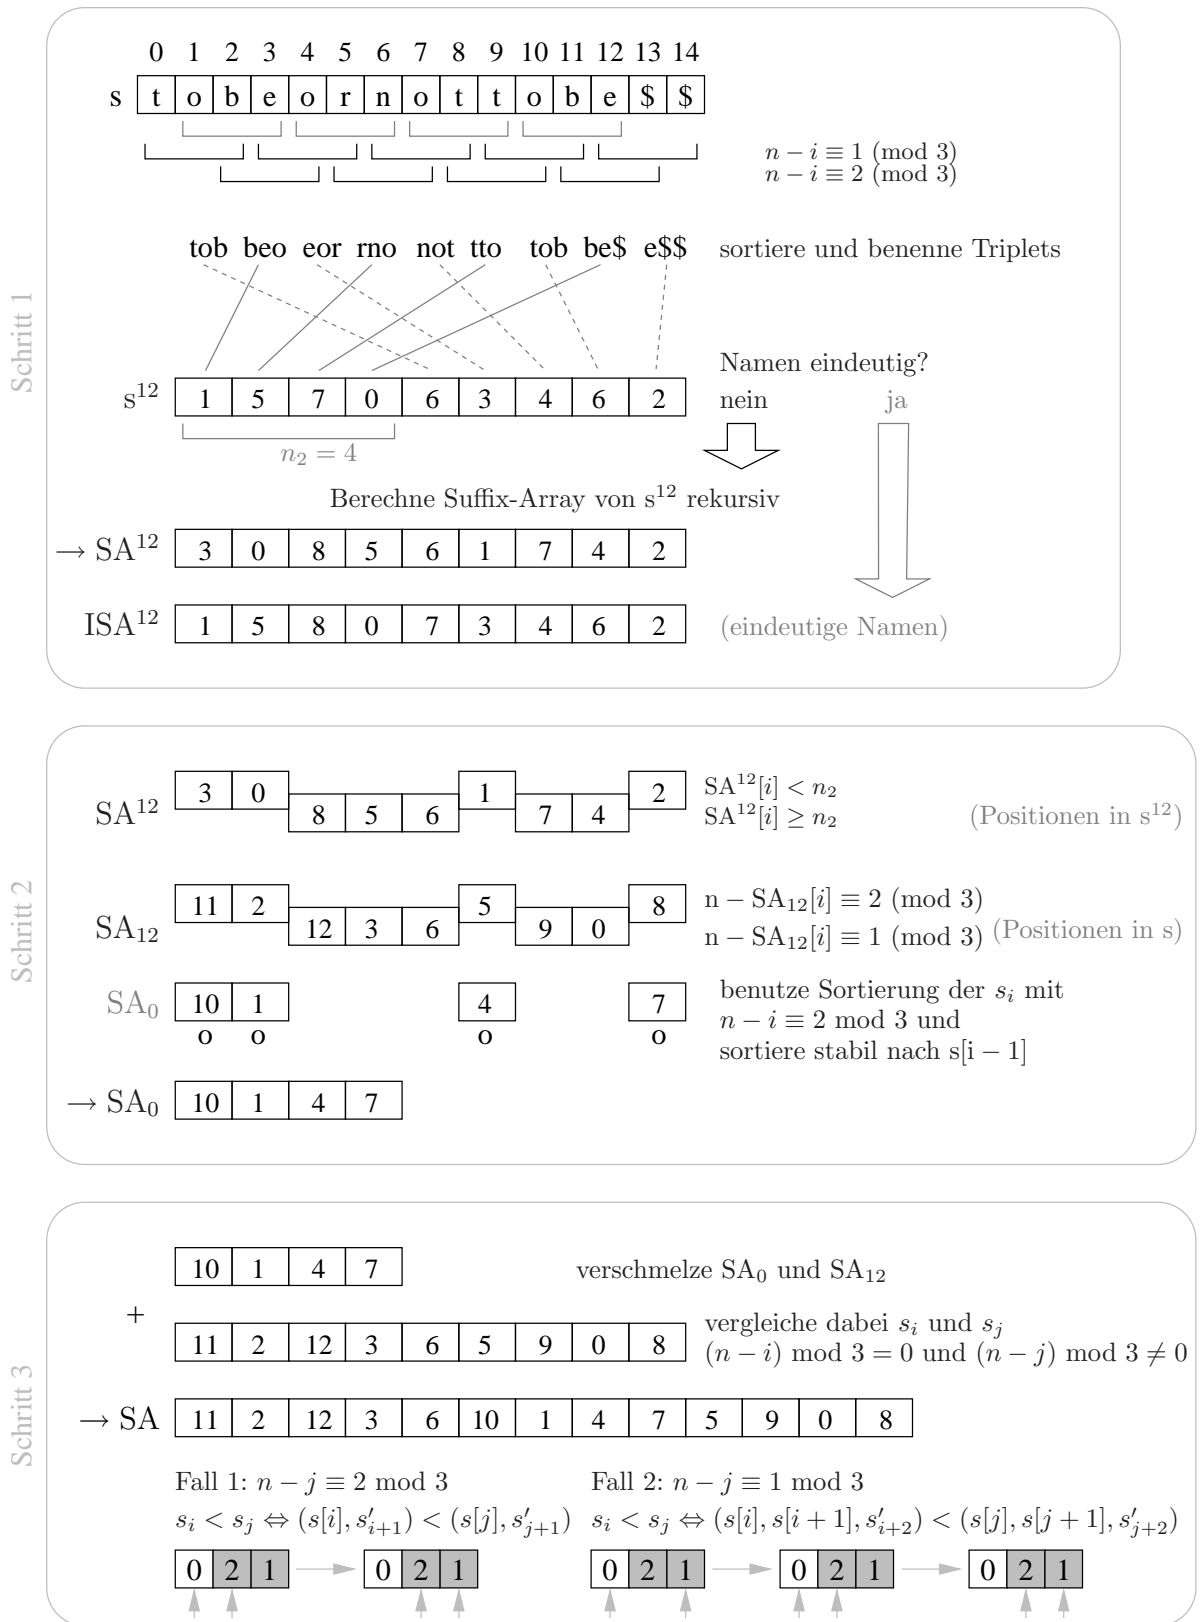 Schritt 1
0 1 2 3 4 5 6 7 8 9 10 11 12 13 14
s t o b e o r n o t t o b e $ $
n − i ≡ 1 (mod 3)
n − i ≡ 2 (mod 3)
tob beo eor rno not tto tob be$ e$$ sortiere und benenne Triplets
Namen eindeutig?
s¹² 1 5 7 0 6 3 4 6 2 nein ja
n₂ = 4
Berechne Suffix-Array von s¹² rekursiv
→ SA¹² 3 0 8 5 6 1 7 4 2
ISA¹² 1 5 8 0 7 3 4 6 2 (eindeutige Namen)
Schritt 2
SA¹² 3 0 8 5 6 1 7 4 2
SA¹²[i] < n₂
SA¹²[i] ≥ n₂ (Positionen in s¹²)
SA₁₂ 11 2 12 3 6 5 9 0 8
n − SA₁₂[i] ≡ 2 (mod 3)
n − SA₁₂[i] ≡ 1 (mod 3) (Positionen in s)
SA₀ 10 1 4 7
o o o o
benutze Sortierung der sᵢ mit
n − i ≡ 2 mod 3 und
sortiere stabil nach s[i − 1]
→ SA₀ 10 1 4 7
Schritt 3
10 1 4 7 verschmelze SA₀ und SA₁₂
+
11 2 12 3 6 5 9 0 8
vergleiche dabei sᵢ und sⱼ
(n − i) mod 3 = 0 und (n − j) mod 3 ≠ 0
→ SA 11 2 12 3 6 10 1 4 7 5 9 0 8
Fall 1: n − j ≡ 2 mod 3
sᵢ < sⱼ ⇔ (s[i], s′ᵢ₊₁) < (s[j], s′ⱼ₊₁)
0 2 1 0 2 1
Fall 2: n − j ≡ 1 mod 3
sᵢ < sⱼ ⇔ (s[i], s[i + 1], s′ᵢ₊₂) < (s[j], s[j + 1], s′ⱼ₊₂)
0 2 1 0 2 1 0 2 1